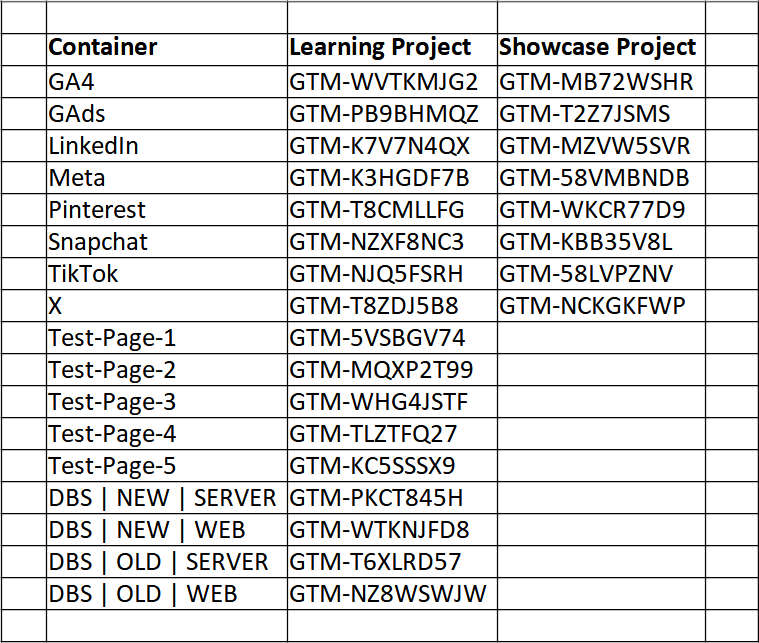 Container Learning Project Showcase Project
GA4 GTM-WVTKMJG2 GTM-MB72WSHR
GAds GTM-PB9BHMQZ GTM-T2Z7JSMS
LinkedIn GTM-K7V7N4QX GTM-MZVW5SVR
Meta GTM-K3HGDF7B GTM-58VMBNDB
Pinterest GTM-T8CMLLFG GTM-WKCR77D9
Snapchat GTM-NZXF8NC3 GTM-KBB35V8L
TikTok GTM-NJQ5FSRH GTM-58LVPZNV
X GTM-T8ZDJ5B8 GTM-NCKGKFWP
Test-Page-1 GTM-5VSBGV74
Test-Page-2 GTM-MQXP2T99
Test-Page-3 GTM-WHG4JSTF
Test-Page-4 GTM-TLZTFQ27
Test-Page-5 GTM-KC5SSSX9
DBS | NEW | SERVER GTM-PKCT845H
DBS | NEW | WEB GTM-WTKNJFD8
DBS | OLD | SERVER GTM-T6XLRD57
DBS | OLD | WEB GTM-NZ8WSWJW